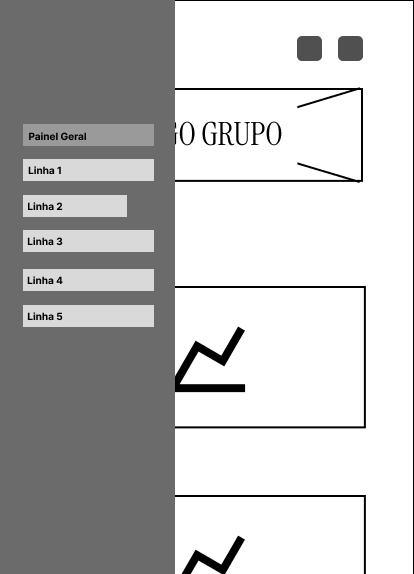 GO GRUPO
Painel Geral
Linha 1
Linha 2
Linha 3
Linha 4
Linha 5